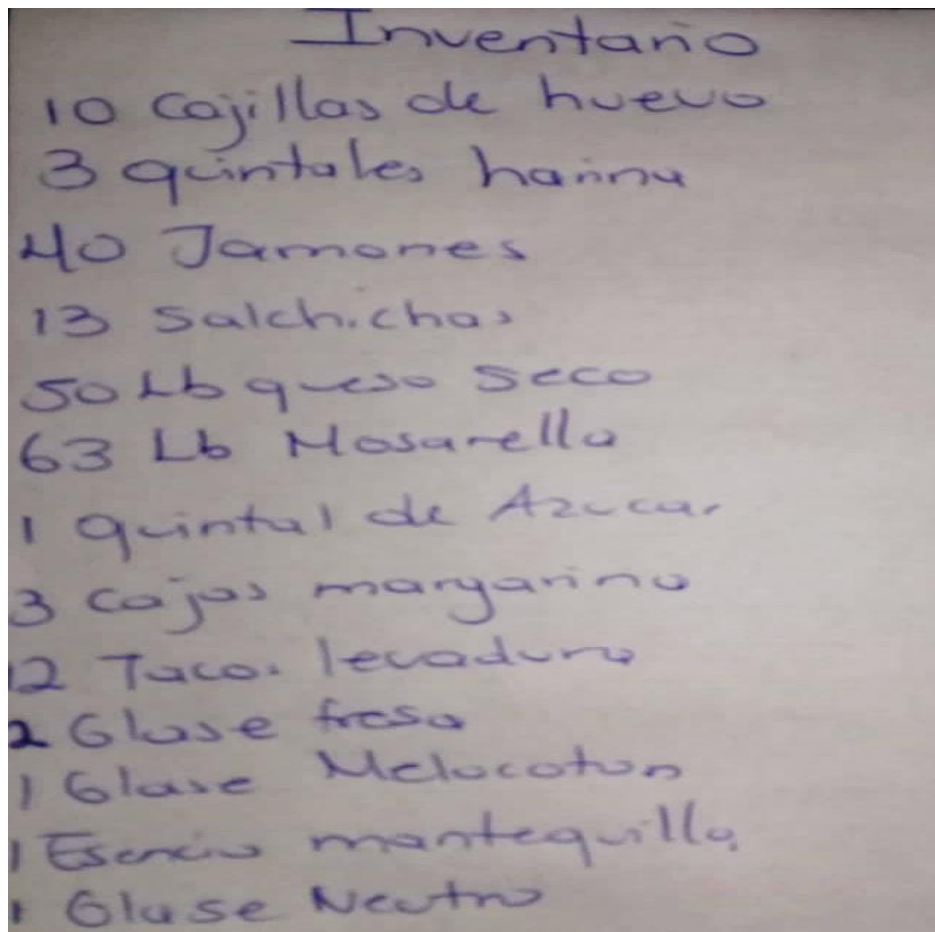 Inventario
10 Cajillas de huevo
3 quintales harina
40 Jamones
13 Salchichas
50 Lb queso seco
63 Lb Mosarella
1 quintal de Azucar
3 cajas margarina
12 Tacos levadura
2 Glase fresa
1 Glase Melocoton
1 Esencia mantequilla
1 Glase Neutro